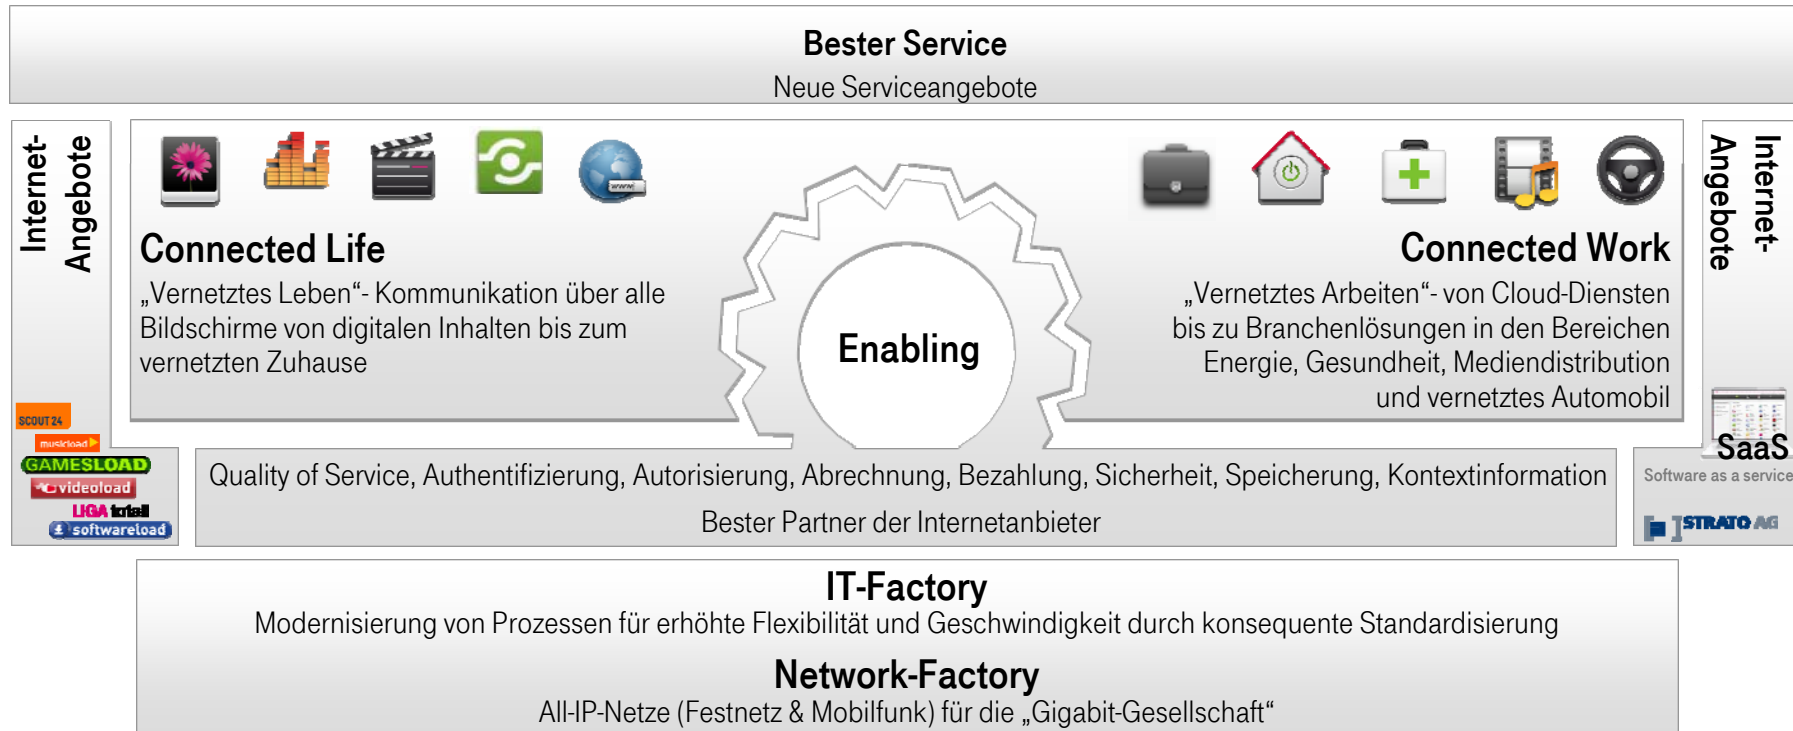 Bester Service
Neue Serviceangebote
Internet-
Angebote
Connected Life
„Vernetztes Leben“- Kommunikation über alle
Bildschirme von digitalen Inhalten bis zum
vernetzten Zuhause
www
Enabling
Connected Work
„Vernetztes Arbeiten“- von Cloud-Diensten
bis zu Branchenlösungen in den Bereichen
Energie, Gesundheit, Mediendistribution
und vernetztes Automobil
Internet-
Angebote
SCOUT 24
musicload
GAMESLOAD
videoload
LIGA total!
softwareload
Quality of Service, Authentifizierung, Autorisierung, Abrechnung, Bezahlung, Sicherheit, Speicherung, Kontextinformation
Bester Partner der Internetanbieter
SaaS
Software as a service
STRATO AG
IT-Factory
Modernisierung von Prozessen für erhöhte Flexibilität und Geschwindigkeit durch konsequente Standardisierung
Network-Factory
All-IP-Netze (Festnetz & Mobilfunk) für die „Gigabit-Gesellschaft“